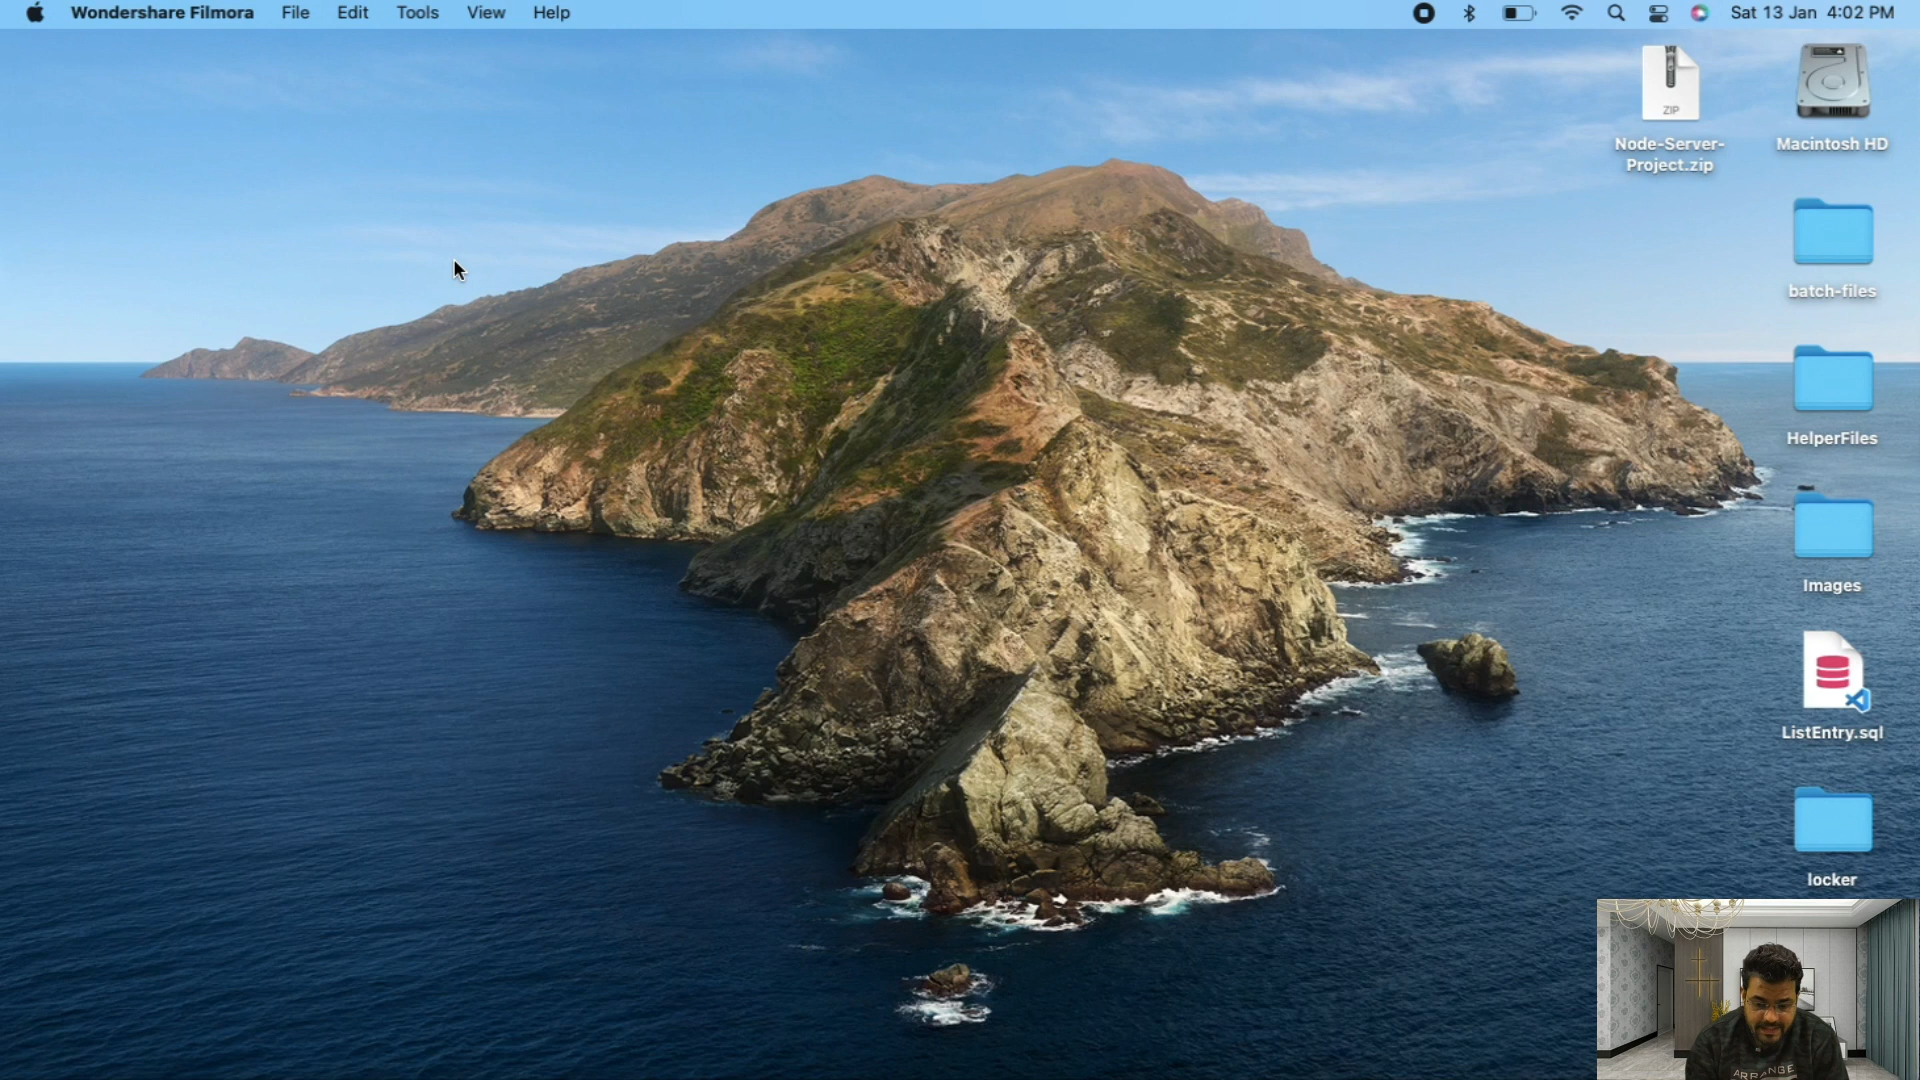 Wondershare Filmora File Edit Tools View Help Sat 13 Jan 4:02 PM
ZIP
Node-Server-
Project.zip
Macintosh HD
batch-files
HelperFiles
Images
ListEntry.sql
locker
ARRANGE